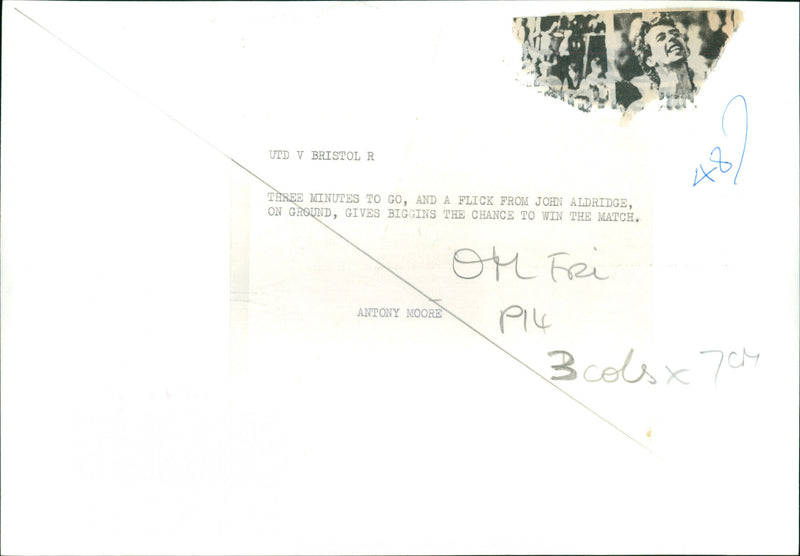 48)
UTD V BRISTOL R
THREE MINUTES TO GO, AND A FLICK FROM JOHN ALDRIDGE,
ON GROUND, GIVES BIGGINS THE CHANCE TO WIN THE MATCH.
OM Fri
ANTONY MOORE
P14
3 cols x 7cm